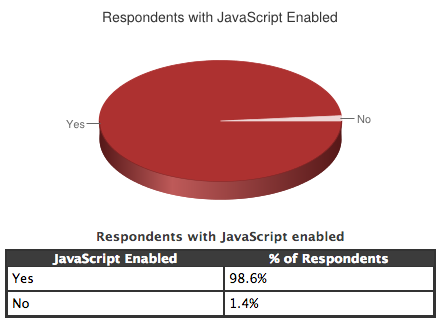 Respondents with JavaScript Enabled
Yes
No
Respondents with JavaScript enabled
JavaScript Enabled % of Respondents
Yes 98.6%
No 1.4%